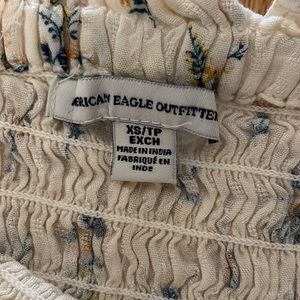 ERICAN EAGLE OUTFITTER
XS/TP
EXCH
MADE IN INDIA
FABRIQUÉ EN
INDE